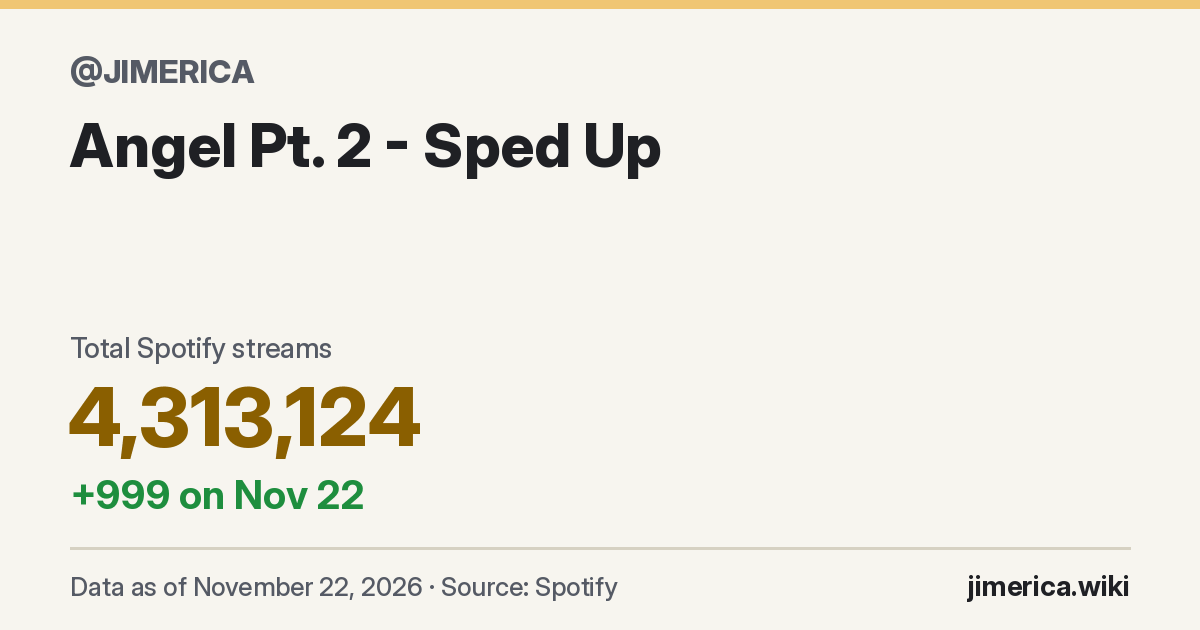 @JIMERICA
Angel Pt. 2 - Sped Up
Total Spotify streams
4,313,124
+999 on Nov 22
Data as of November 22, 2026 · Source: Spotify
jimerica.wiki